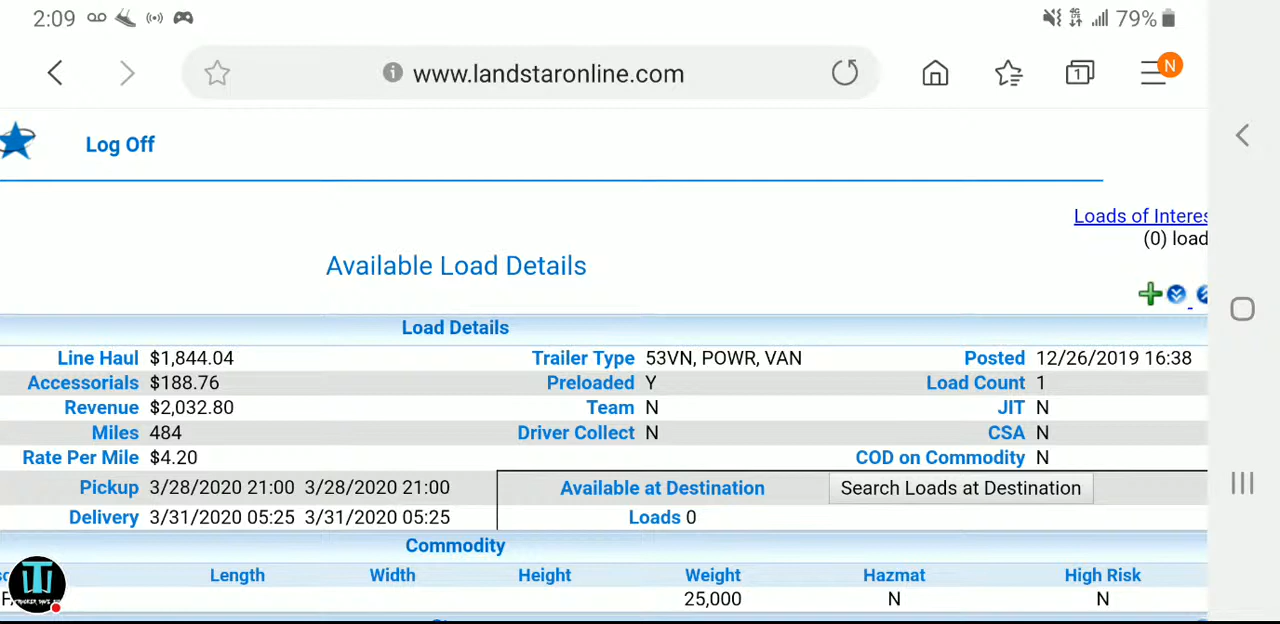 2:09 79%
www.landstaronline.com 1 N
Log Off
Loads of Interes
(0) load
Available Load Details
Load Details
Line Haul $1,844.04 Trailer Type 53VN, POWR, VAN Posted 12/26/2019 16:38
Accessorials $188.76 Preloaded Y Load Count 1
Revenue $2,032.80 Team N JIT N
Miles 484 Driver Collect N CSA N
Rate Per Mile $4.20 COD on Commodity N
Pickup 3/28/2020 21:00 3/28/2020 21:00 Available at Destination Search Loads at Destination
Delivery 3/31/2020 05:25 3/31/2020 05:25 Loads 0
Commodity
Length Width Height Weight Hazmat High Risk
25,000 N N